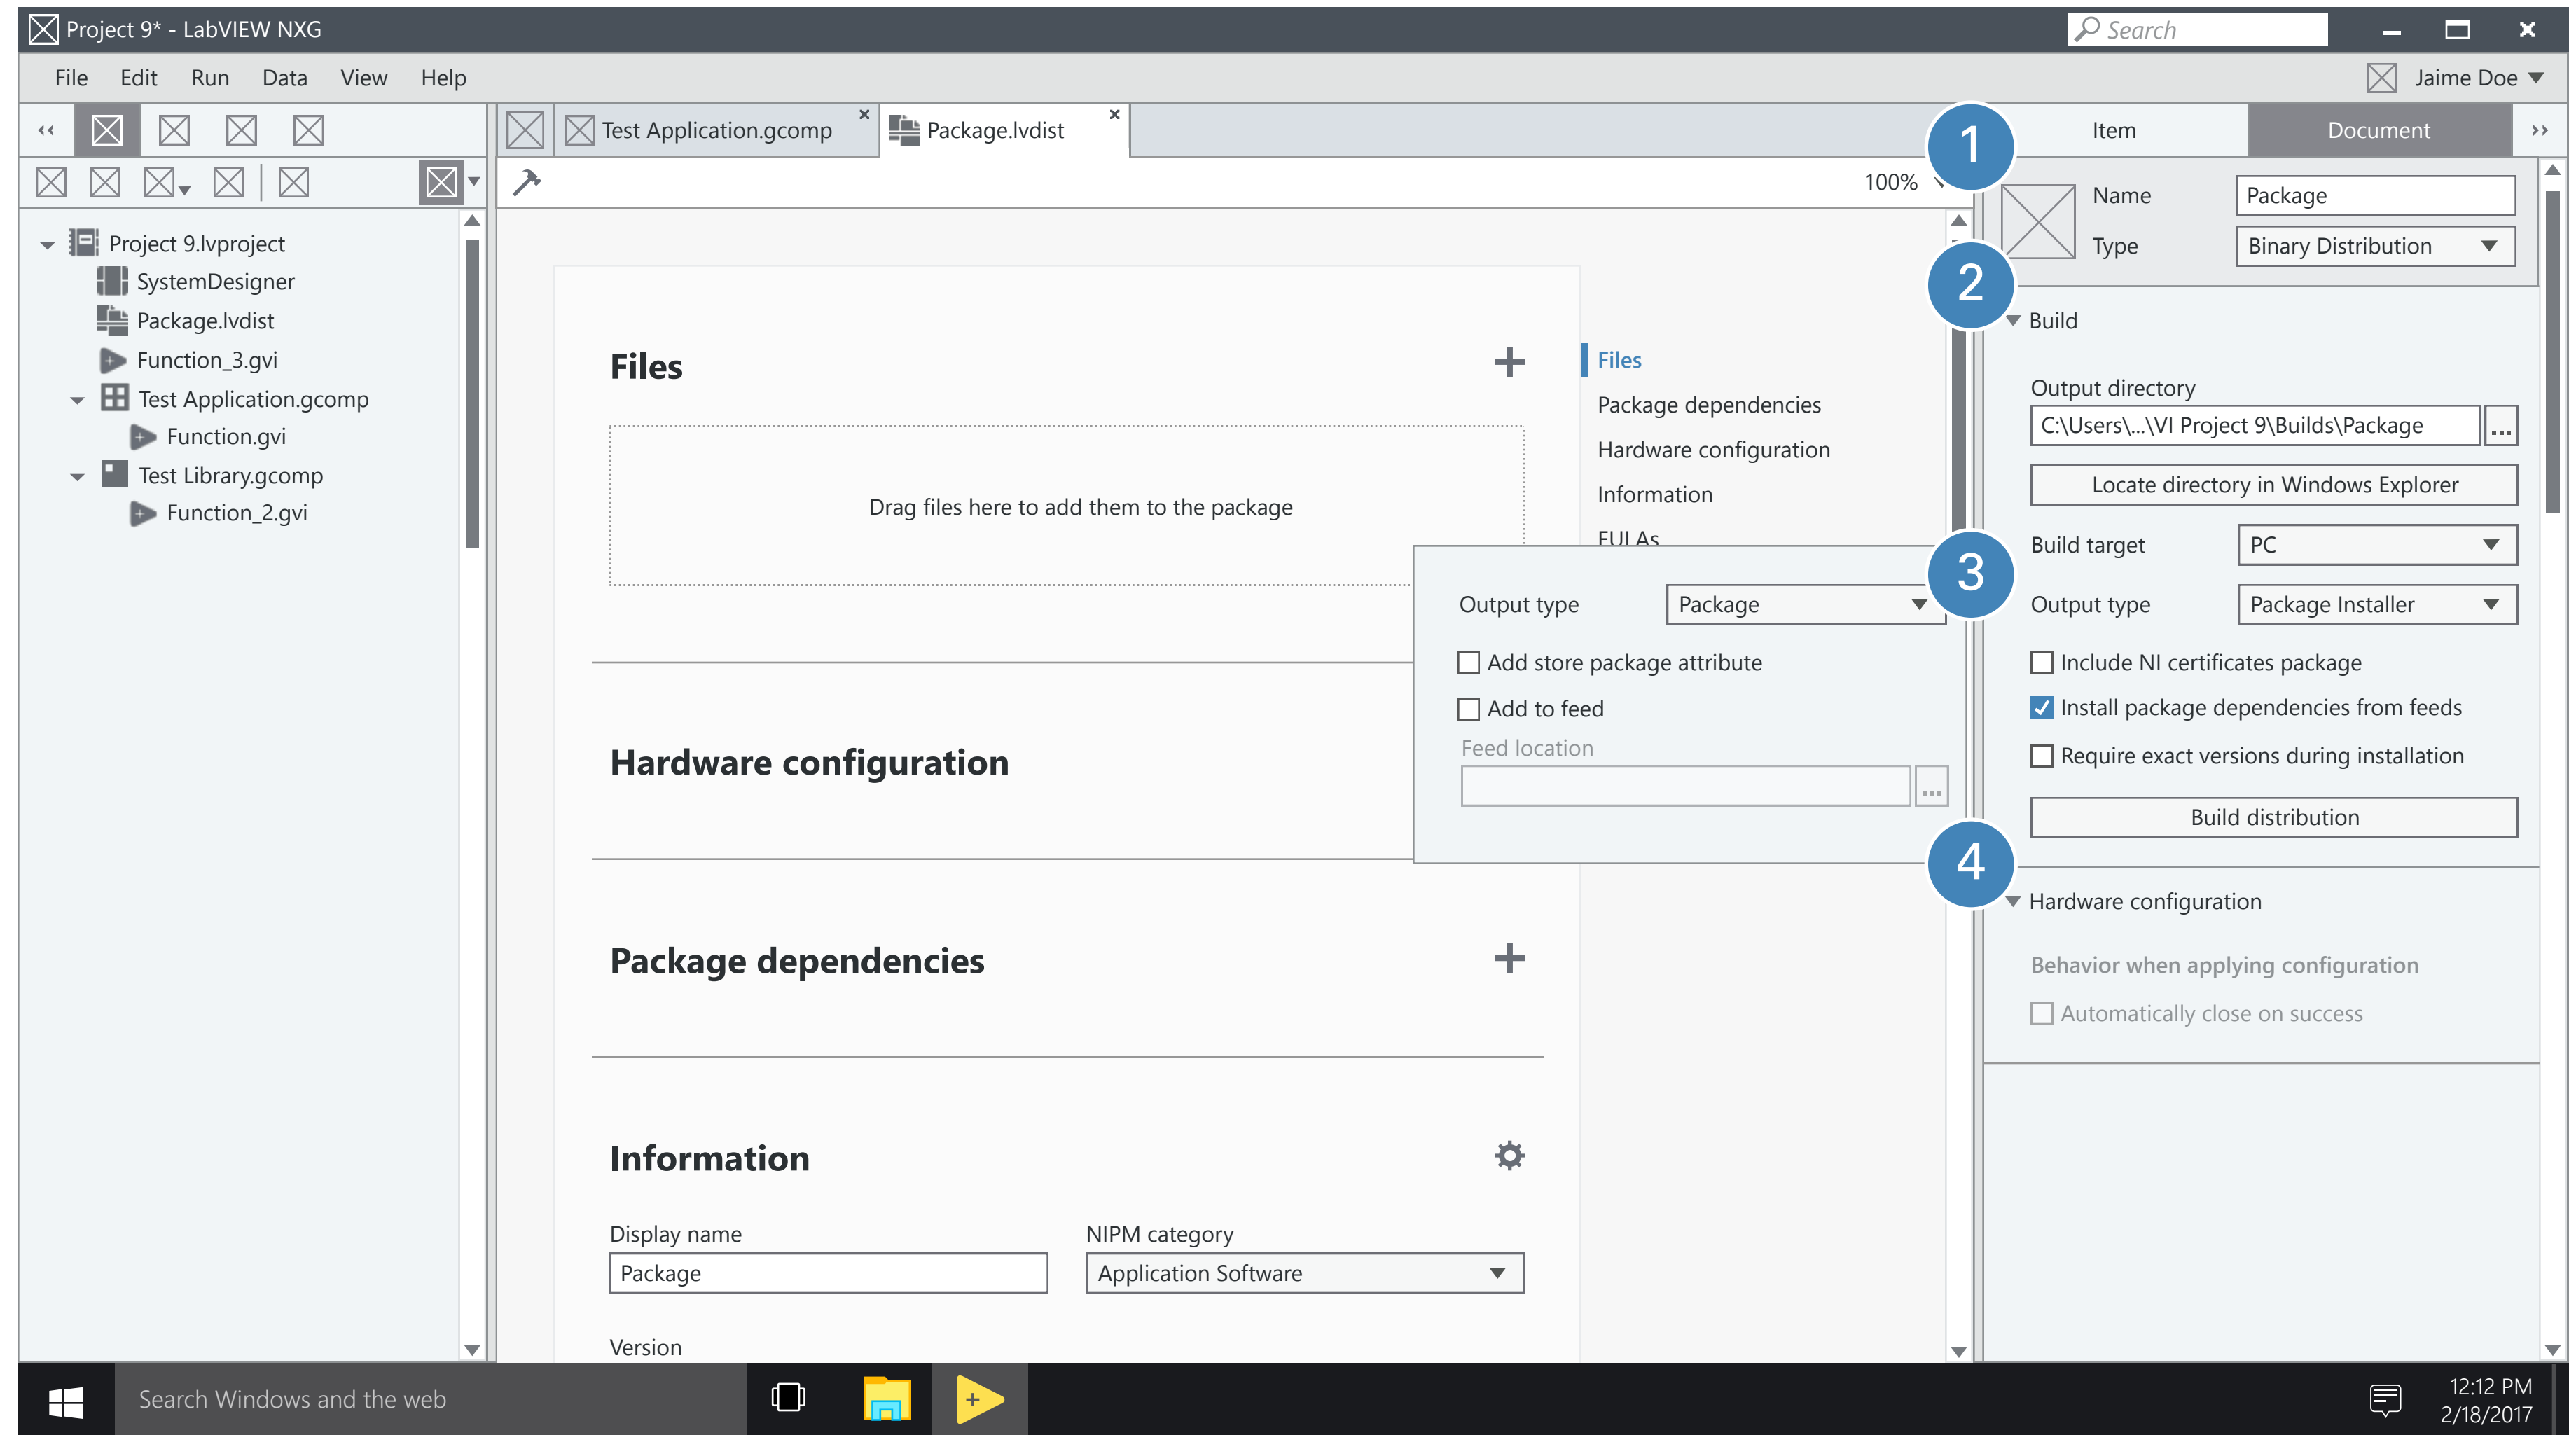 Project 9* - LabVIEW NXG
Search
File Edit Run Data View Help
Jaime Doe
Test Application.gcomp
Package.lvdist
100%
Project 9.lvproject
SystemDesigner
Package.lvdist
Function_3.gvi
Test Application.gcomp
Function.gvi
Test Library.gcomp
Function_2.gvi
Files
Drag files here to add them to the package
Hardware configuration
Package dependencies
Information
Display name
Package
NIPM category
Application Software
Version
Files
Package dependencies
Hardware configuration
Information
EULAs
Output type
Package
Add store package attribute
Add to feed
Feed location
...
1
2
3
4
Item
Document
Name
Package
Type
Binary Distribution
Build
Output directory
C:\Users\...\VI Project 9\Builds\Package
...
Locate directory in Windows Explorer
Build target
PC
Output type
Package Installer
Include NI certificates package
Install package dependencies from feeds
Require exact versions during installation
Build distribution
Hardware configuration
Behavior when applying configuration
Automatically close on success
Search Windows and the web
12:12 PM
2/18/2017